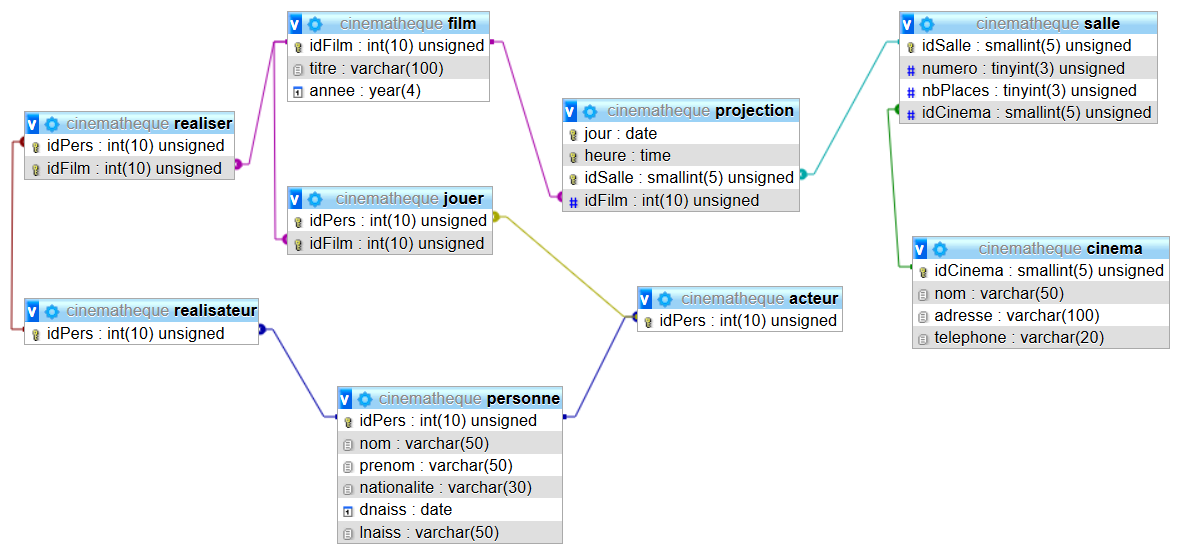 cinematheque film
idFilm : int(10) unsigned
titre : varchar(100)
annee : year(4)
cinematheque salle
idSalle : smallint(5) unsigned
numero : tinyint(3) unsigned
nbPlaces : tinyint(3) unsigned
idCinema : smallint(5) unsigned
cinematheque realiser
idPers : int(10) unsigned
idFilm : int(10) unsigned
cinematheque projection
jour : date
heure : time
idSalle : smallint(5) unsigned
idFilm : int(10) unsigned
cinematheque jouer
idPers : int(10) unsigned
idFilm : int(10) unsigned
cinematheque cinema
idCinema : smallint(5) unsigned
nom : varchar(50)
adresse : varchar(100)
telephone : varchar(20)
cinematheque realisateur
idPers : int(10) unsigned
cinematheque acteur
idPers : int(10) unsigned
cinematheque personne
idPers : int(10) unsigned
nom : varchar(50)
prenom : varchar(50)
nationalite : varchar(30)
dnaiss : date
lnaiss : varchar(50)